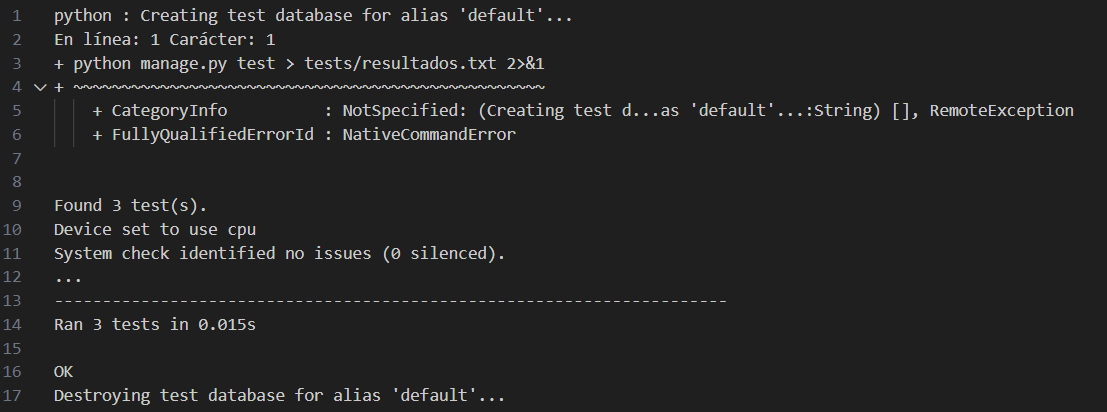 1 python : Creating test database for alias 'default'...
2 En línea: 1 Carácter: 1
3 + python manage.py test > tests/resultados.txt 2>&1
4 + ~~~~~~~~~~~~~~~~~~~~~~~~~~~~~~~~~~~~~~~~~~~~~~~~~
5     + CategoryInfo          : NotSpecified: (Creating test d...as 'default'...:String) [], RemoteException
6     + FullyQualifiedErrorId : NativeCommandError
7
8
9 Found 3 test(s).
10 Device set to use cpu
11 System check identified no issues (0 silenced).
12 ...
13 ----------------------------------------------------------------------
14 Ran 3 tests in 0.015s
15
16 OK
17 Destroying test database for alias 'default'...